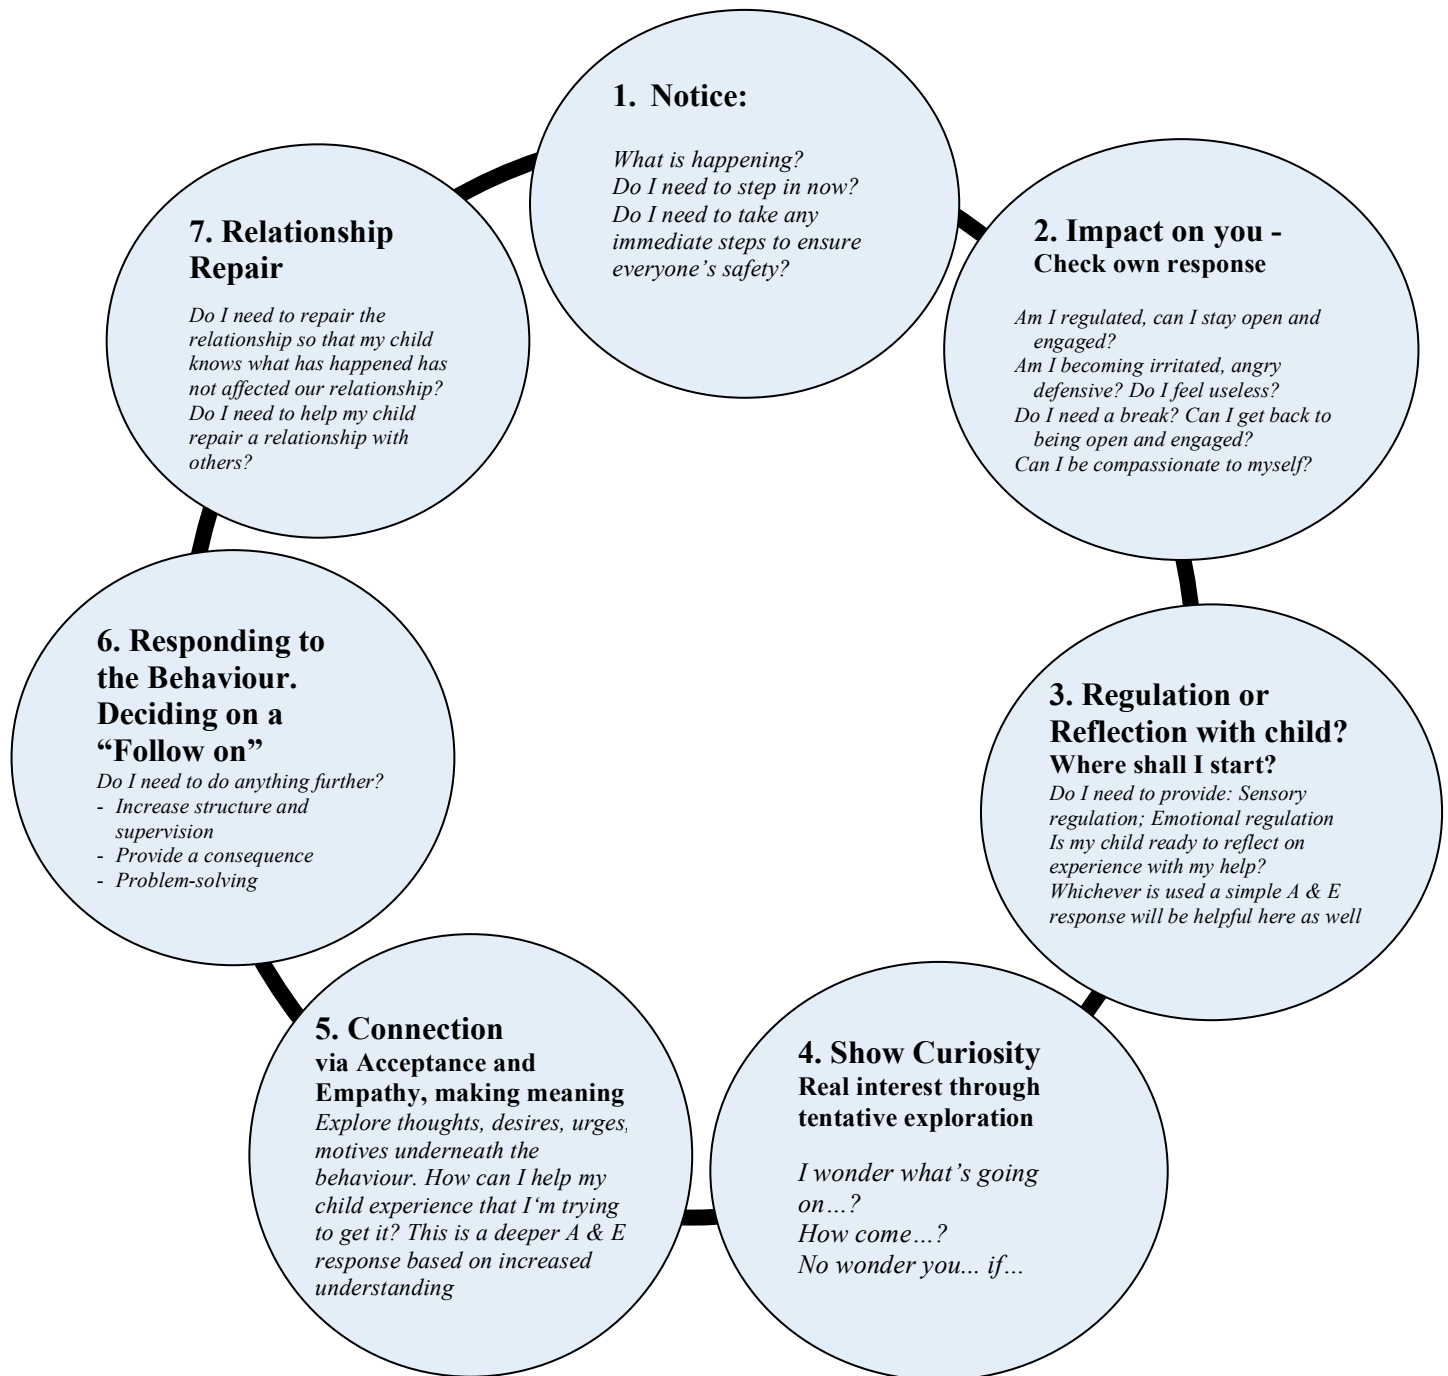 1. Notice:
What is happening?
Do I need to step in now?
Do I need to take any
immediate steps to ensure
everyone’s safety?
2. Impact on you -
Check own response
Am I regulated, can I stay open and
engaged?
Am I becoming irritated, angry
defensive? Do I feel useless?
Do I need a break? Can I get back to
being open and engaged?
Can I be compassionate to myself?
3. Regulation or
Reflection with child?
Where shall I start?
Do I need to provide: Sensory
regulation; Emotional regulation
Is my child ready to reflect on
experience with my help?
Whichever is used a simple A & E
response will be helpful here as well
4. Show Curiosity
Real interest through
tentative exploration
I wonder what’s going
on…?
How come…?
No wonder you... if…
5. Connection
via Acceptance and
Empathy, making meaning
Explore thoughts, desires, urges,
motives underneath the
behaviour. How can I help my
child experience that I‘m trying
to get it? This is a deeper A & E
response based on increased
understanding
6. Responding to
the Behaviour.
Deciding on a
“Follow on”
Do I need to do anything further?
- Increase structure and
supervision
- Provide a consequence
- Problem-solving
7. Relationship
Repair
Do I need to repair the
relationship so that my child
knows what has happened has
not affected our relationship?
Do I need to help my child
repair a relationship with
others?